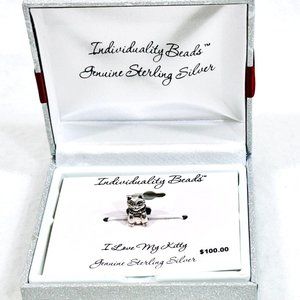 Individuality Beads™
Genuine Sterling Silver
Individuality Beads™
I Love My Kitty
$100.00
Genuine Sterling Silver